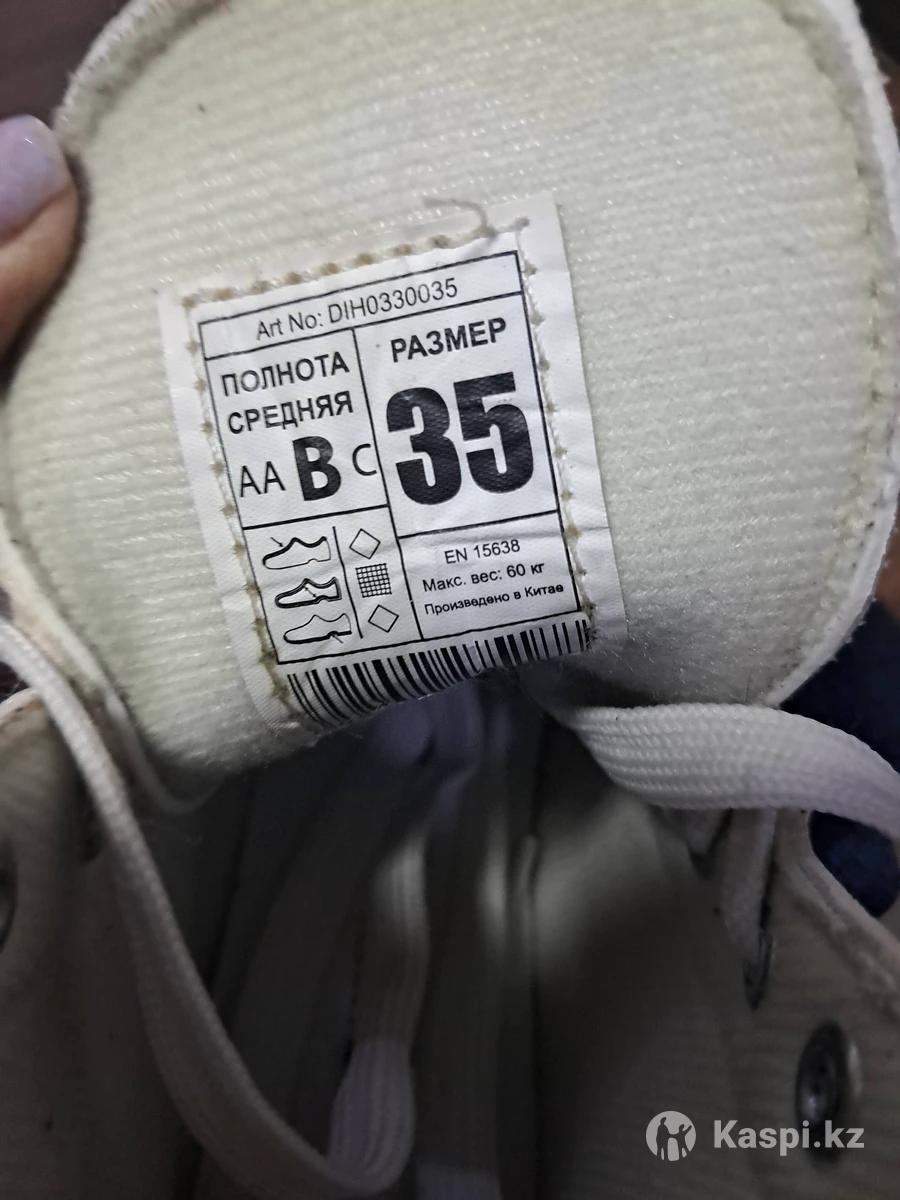 Art No: DIH0330035
ПОЛНОТА
СРЕДНЯЯ
AA B C
РАЗМЕР
35
EN 15638
Макс. вес: 60 кг
Произведено в Китае
Kaspi.kz